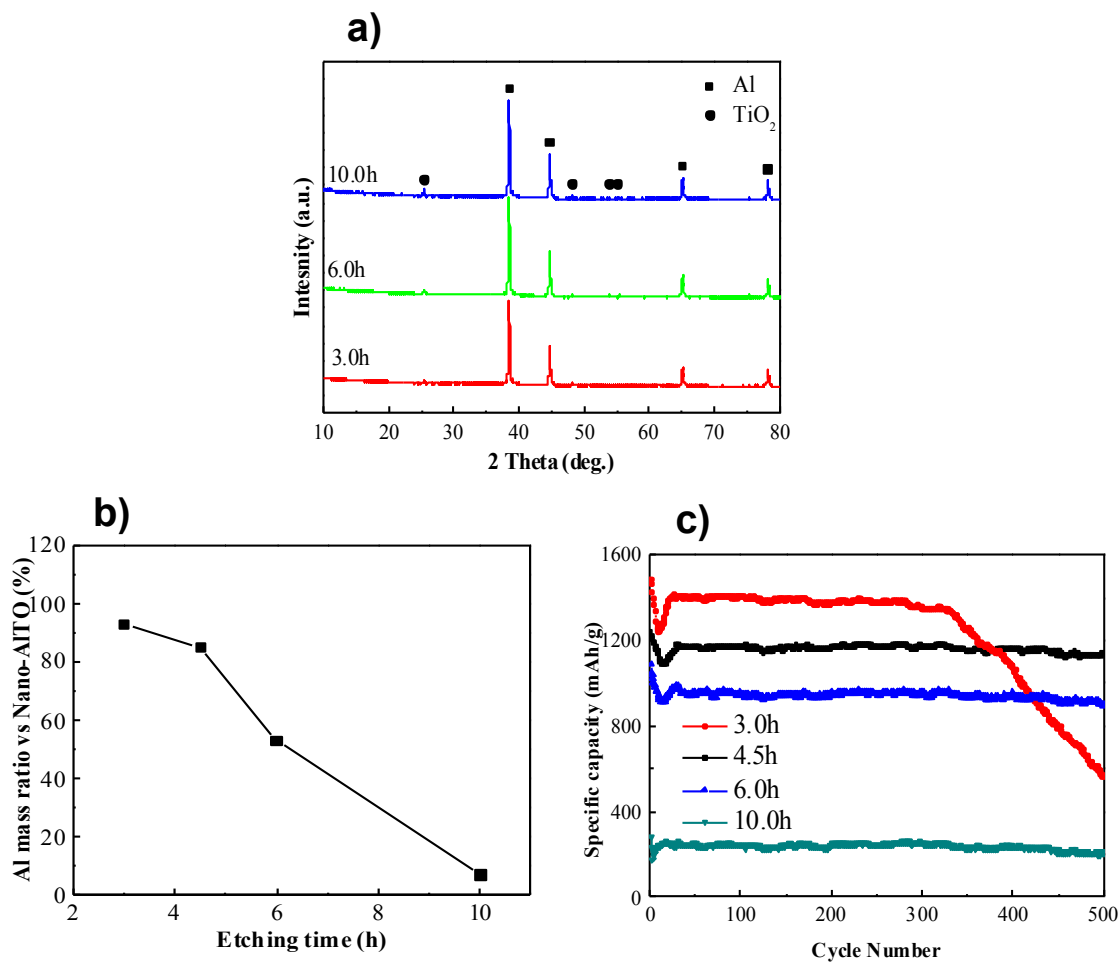 a)
Al
TiO2
10.0h
6.0h
3.0h
Intesnity (a.u.)
10 20 30 40 50 60 70 80
2 Theta (deg.)
b)
120
100
80
60
40
20
0
2 4 6 8 10
Al mass ratio vs Nano-AlTO (%)
Etching time (h)
c)
1600
1200
800
400
0
0 100 200 300 400 500
Specific capacity (mAh/g)
3.0h
4.5h
6.0h
10.0h
Cycle Number